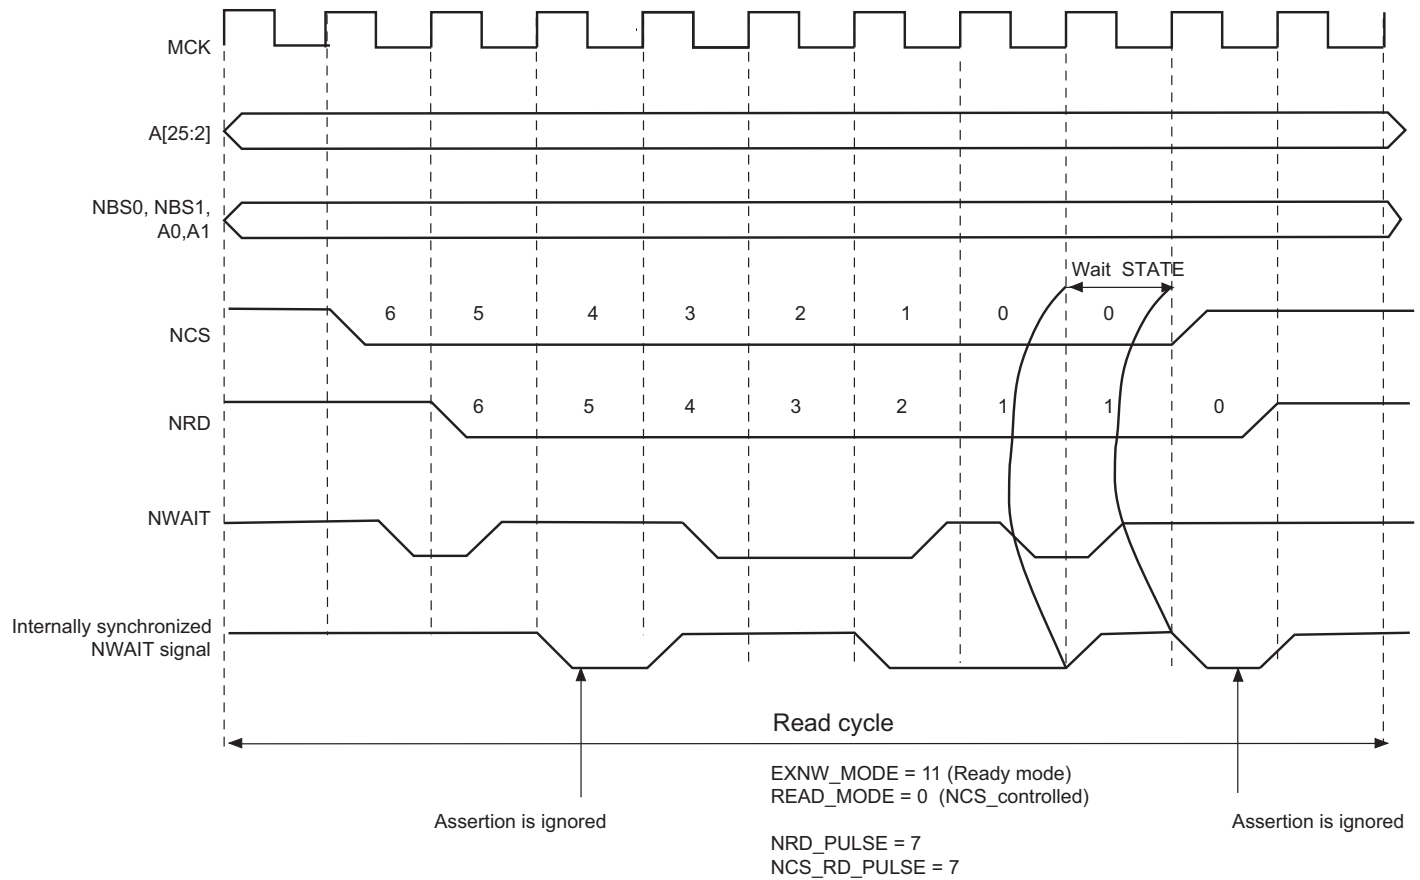 MCK
A[25:2]
NBS0, NBS1,
A0,A1
Wait STATE
NCS
6 5 4 3 2 1 0 0
NRD
6 5 4 3 2 1 1 0
NWAIT
Internally synchronized
NWAIT signal
Read cycle
EXNW_MODE = 11 (Ready mode)
READ_MODE = 0 (NCS_controlled)
Assertion is ignored
Assertion is ignored
NRD_PULSE = 7
NCS_RD_PULSE = 7